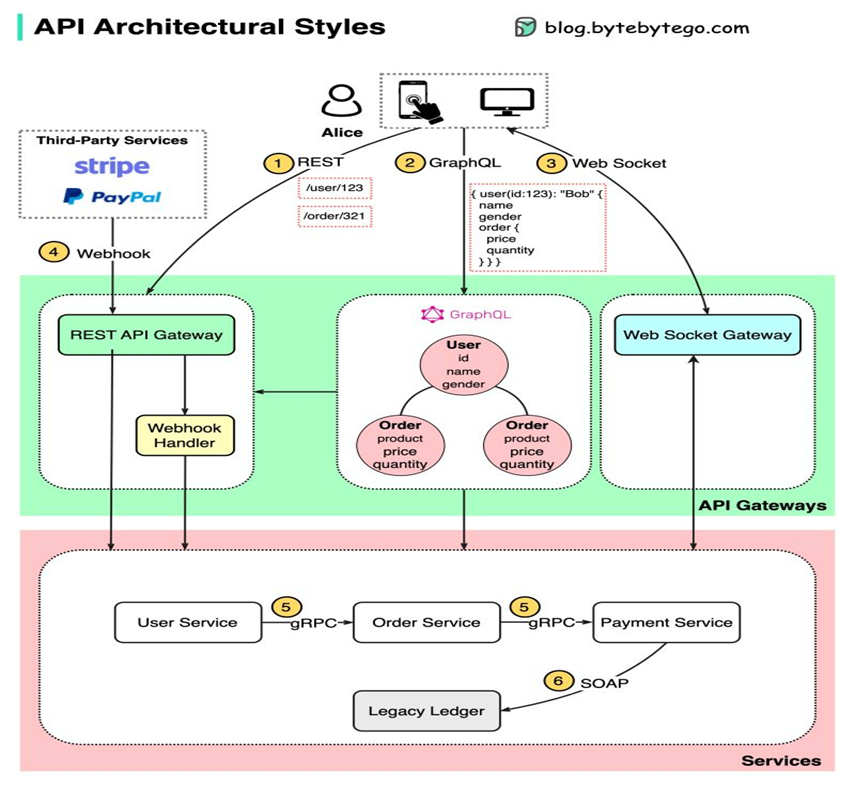 API Architectural Styles
blog.bytebytego.com
Alice
Third-Party Services
stripe
PayPal
1 REST
/user/123
/order/321
2 GraphQL
{ user(id:123): "Bob" {
name
gender
order {
price
quantity
} } }
3 Web Socket
4 Webhook
REST API Gateway
Webhook
Handler
GraphQL
User
id
name
gender
Order
product
price
quantity
Order
product
price
quantity
Web Socket Gateway
API Gateways
User Service
5
gRPC
Order Service
5
gRPC
Payment Service
6 SOAP
Legacy Ledger
Services